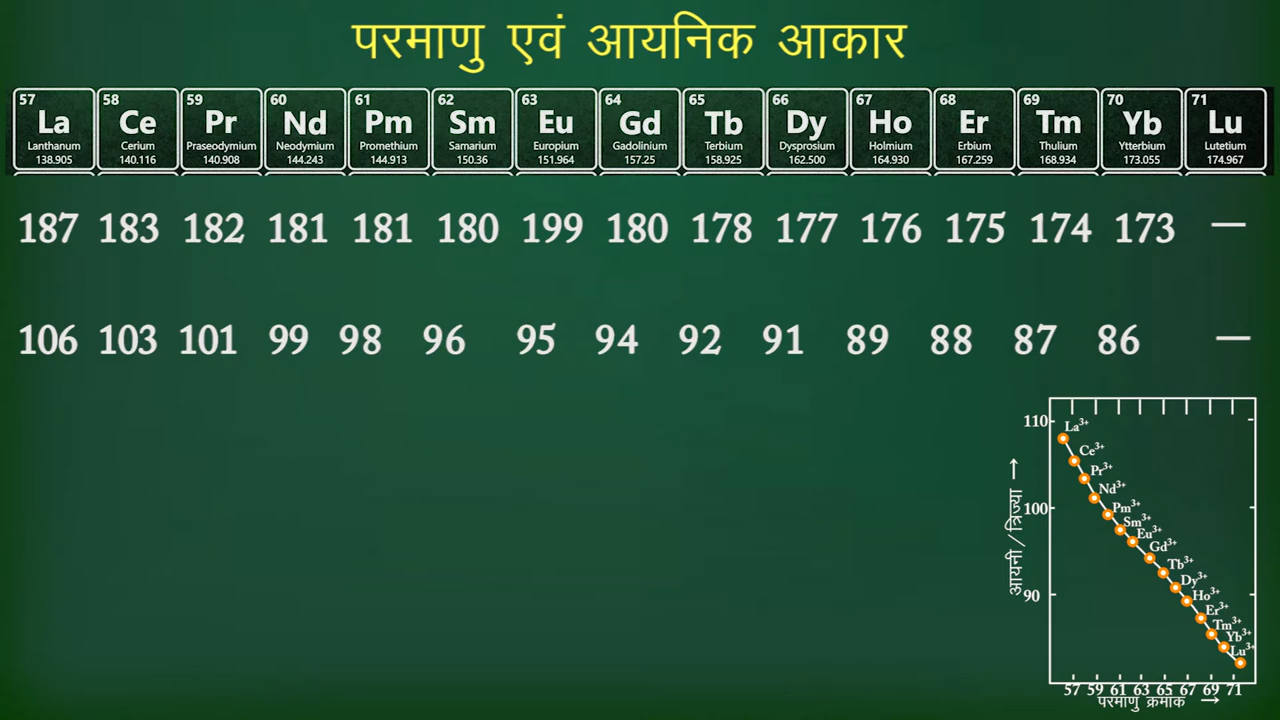 परमाणु एवं आयनिक आकार
57 58 59 60 61 62 63 64 65 66 67 68 69 70 71
La Ce Pr Nd Pm Sm Eu Gd Tb Dy Ho Er Tm Yb Lu
Lanthanum Cerium Praseodymium Neodymium Promethium Samarium Europium Gadolinium Terbium Dysprosium Holmium Erbium Thulium Ytterbium Lutetium
138.905 140.116 140.908 144.243 144.913 150.36 151.964 157.25 158.925 162.500 164.930 167.259 168.934 173.055 174.967
187 183 182 181 181 180 199 180 178 177 176 175 174 173 —
106 103 101 99 98 96 95 94 92 91 89 88 87 86 —
110
La³⁺
Ce³⁺
Pr³⁺
Nd³⁺
100
Pm³⁺
Sm³⁺
Eu³⁺
Gd³⁺
Tb³⁺
Dy³⁺
90
Ho³⁺
Er³⁺
Tm³⁺
Yb³⁺
Lu³⁺
आयनी / त्रिज्या →
57 59 61 63 65 67 69 71
परमाणु क्रमाक →